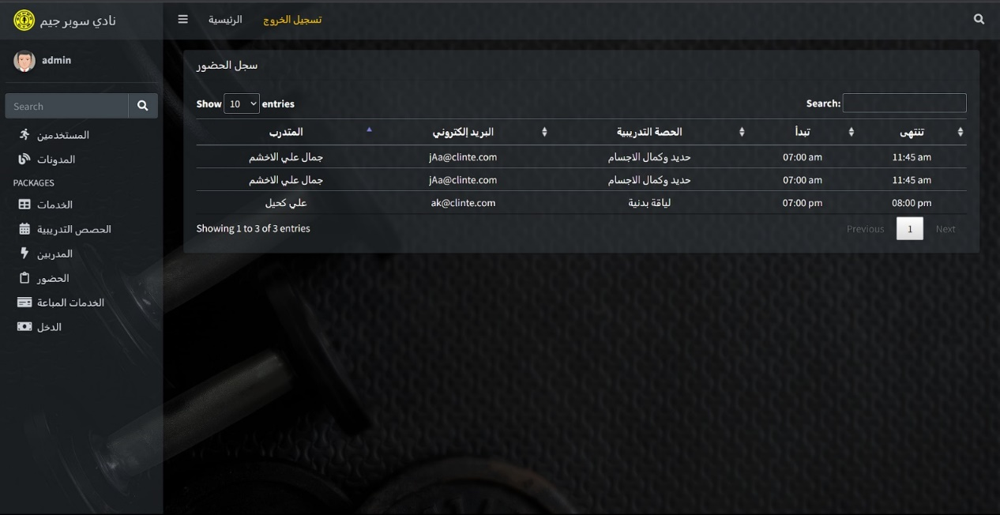 نادي سوبر جيم
الرئيسية
تسجيل الخروج
admin
Search
المستخدمين
المدونات
PACKAGES
الخدمات
الحصص التدريبية
المدربين
الحضور
الخدمات المباعة
الدخل
سجل الحضور
Show 10 entries
Search:
المتدرب البريد إلكتروني الحصة التدريبية تبدأ تنتهى
جمال علي الاخشم jAa@clinte.com حديد وكمال الاجسام 07:00 am 11:45 am
جمال علي الاخشم jAa@clinte.com حديد وكمال الاجسام 07:00 am 11:45 am
علي كحيل ak@clinte.com لياقة بدنية 07:00 pm 08:00 pm
Showing 1 to 3 of 3 entries
Previous 1 Next